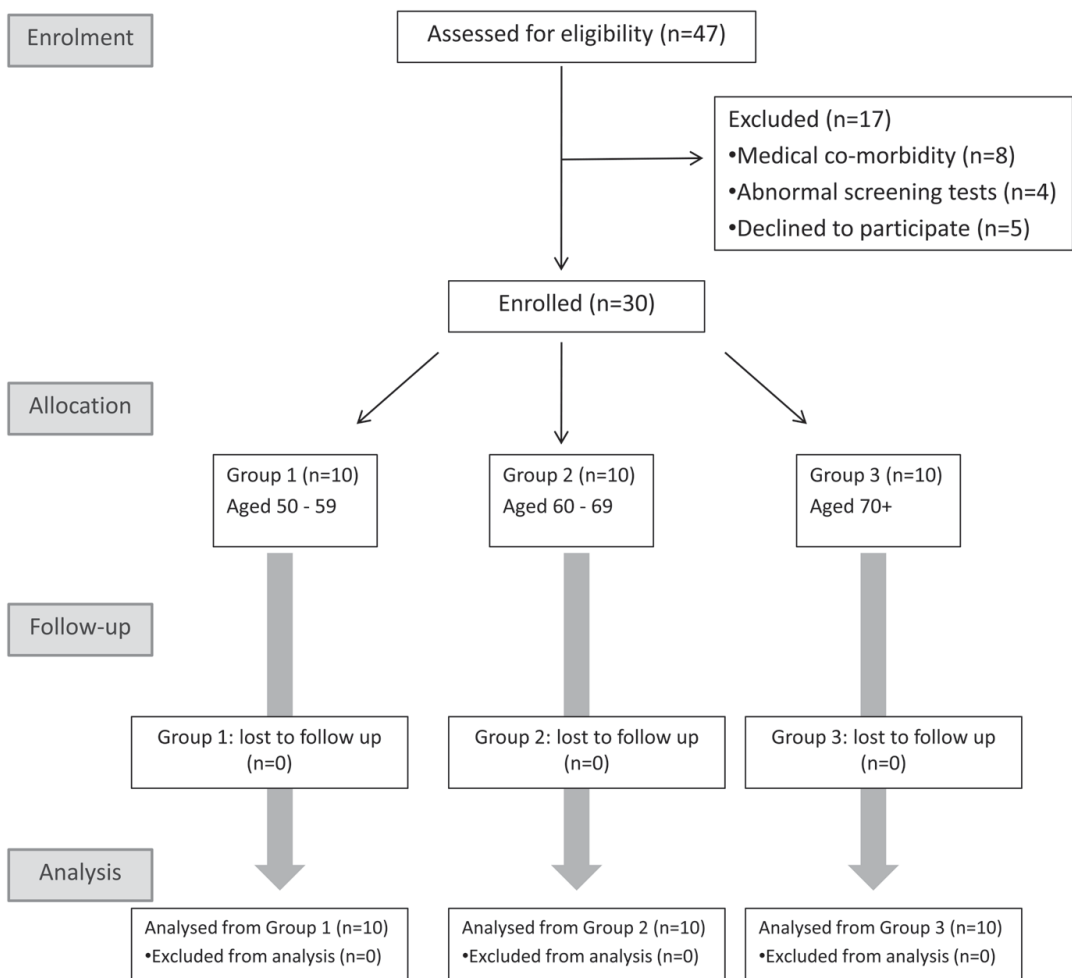 Enrolment
Assessed for eligibility (n=47)
Excluded (n=17)
•Medical co-morbidity (n=8)
•Abnormal screening tests (n=4)
•Declined to participate (n=5)
Enrolled (n=30)
Allocation
Group 1 (n=10)
Aged 50 - 59
Group 2 (n=10)
Aged 60 - 69
Group 3 (n=10)
Aged 70+
Follow-up
Group 1: lost to follow up
(n=0)
Group 2: lost to follow up
(n=0)
Group 3: lost to follow up
(n=0)
Analysis
Analysed from Group 1 (n=10)
•Excluded from analysis (n=0)
Analysed from Group 2 (n=10)
•Excluded from analysis (n=0)
Analysed from Group 3 (n=10)
•Excluded from analysis (n=0)